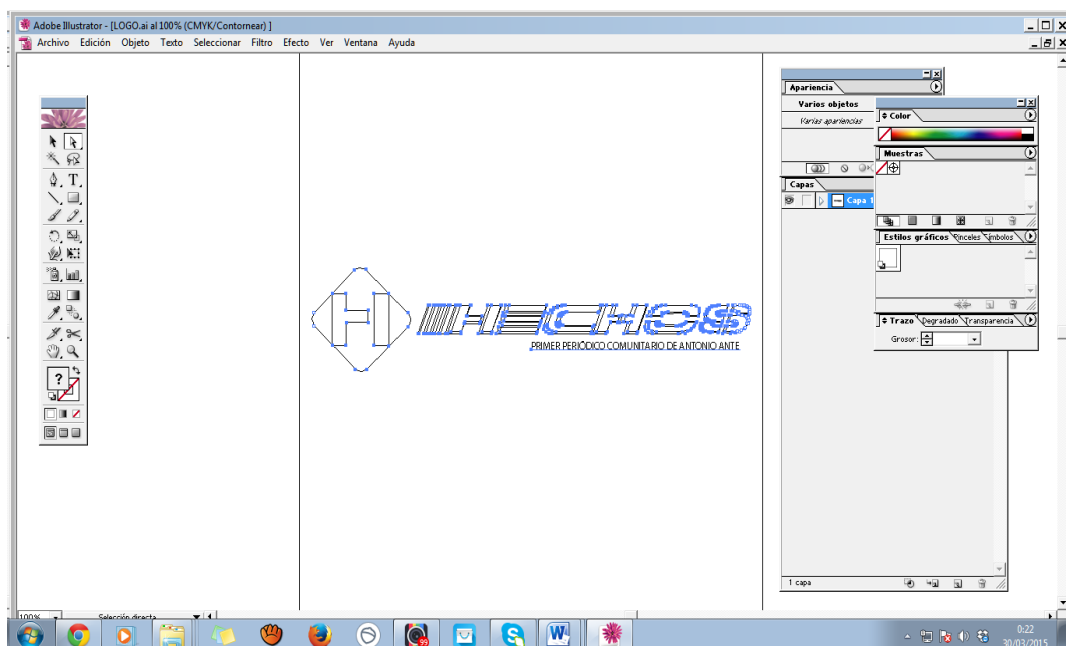 Adobe Illustrator - [LOGO.ai al 100% (CMYK/Contornear) ]
Archivo Edición Objeto Texto Seleccionar Filtro Efecto Ver Ventana Ayuda
Apariencia
Varios objetos
Varias apariencias
Color
Muestras
Capas
Capa 1
Estilos gráficos Pinceles Símbolos
H HECHOS
PRIMER PERIÓDICO COMUNITARIO DE ANTONIO ANTE
Trazo Degradado Transparencia
Grosor:
?
1 capa
100% Selección directa
99
0:22
30/03/2015